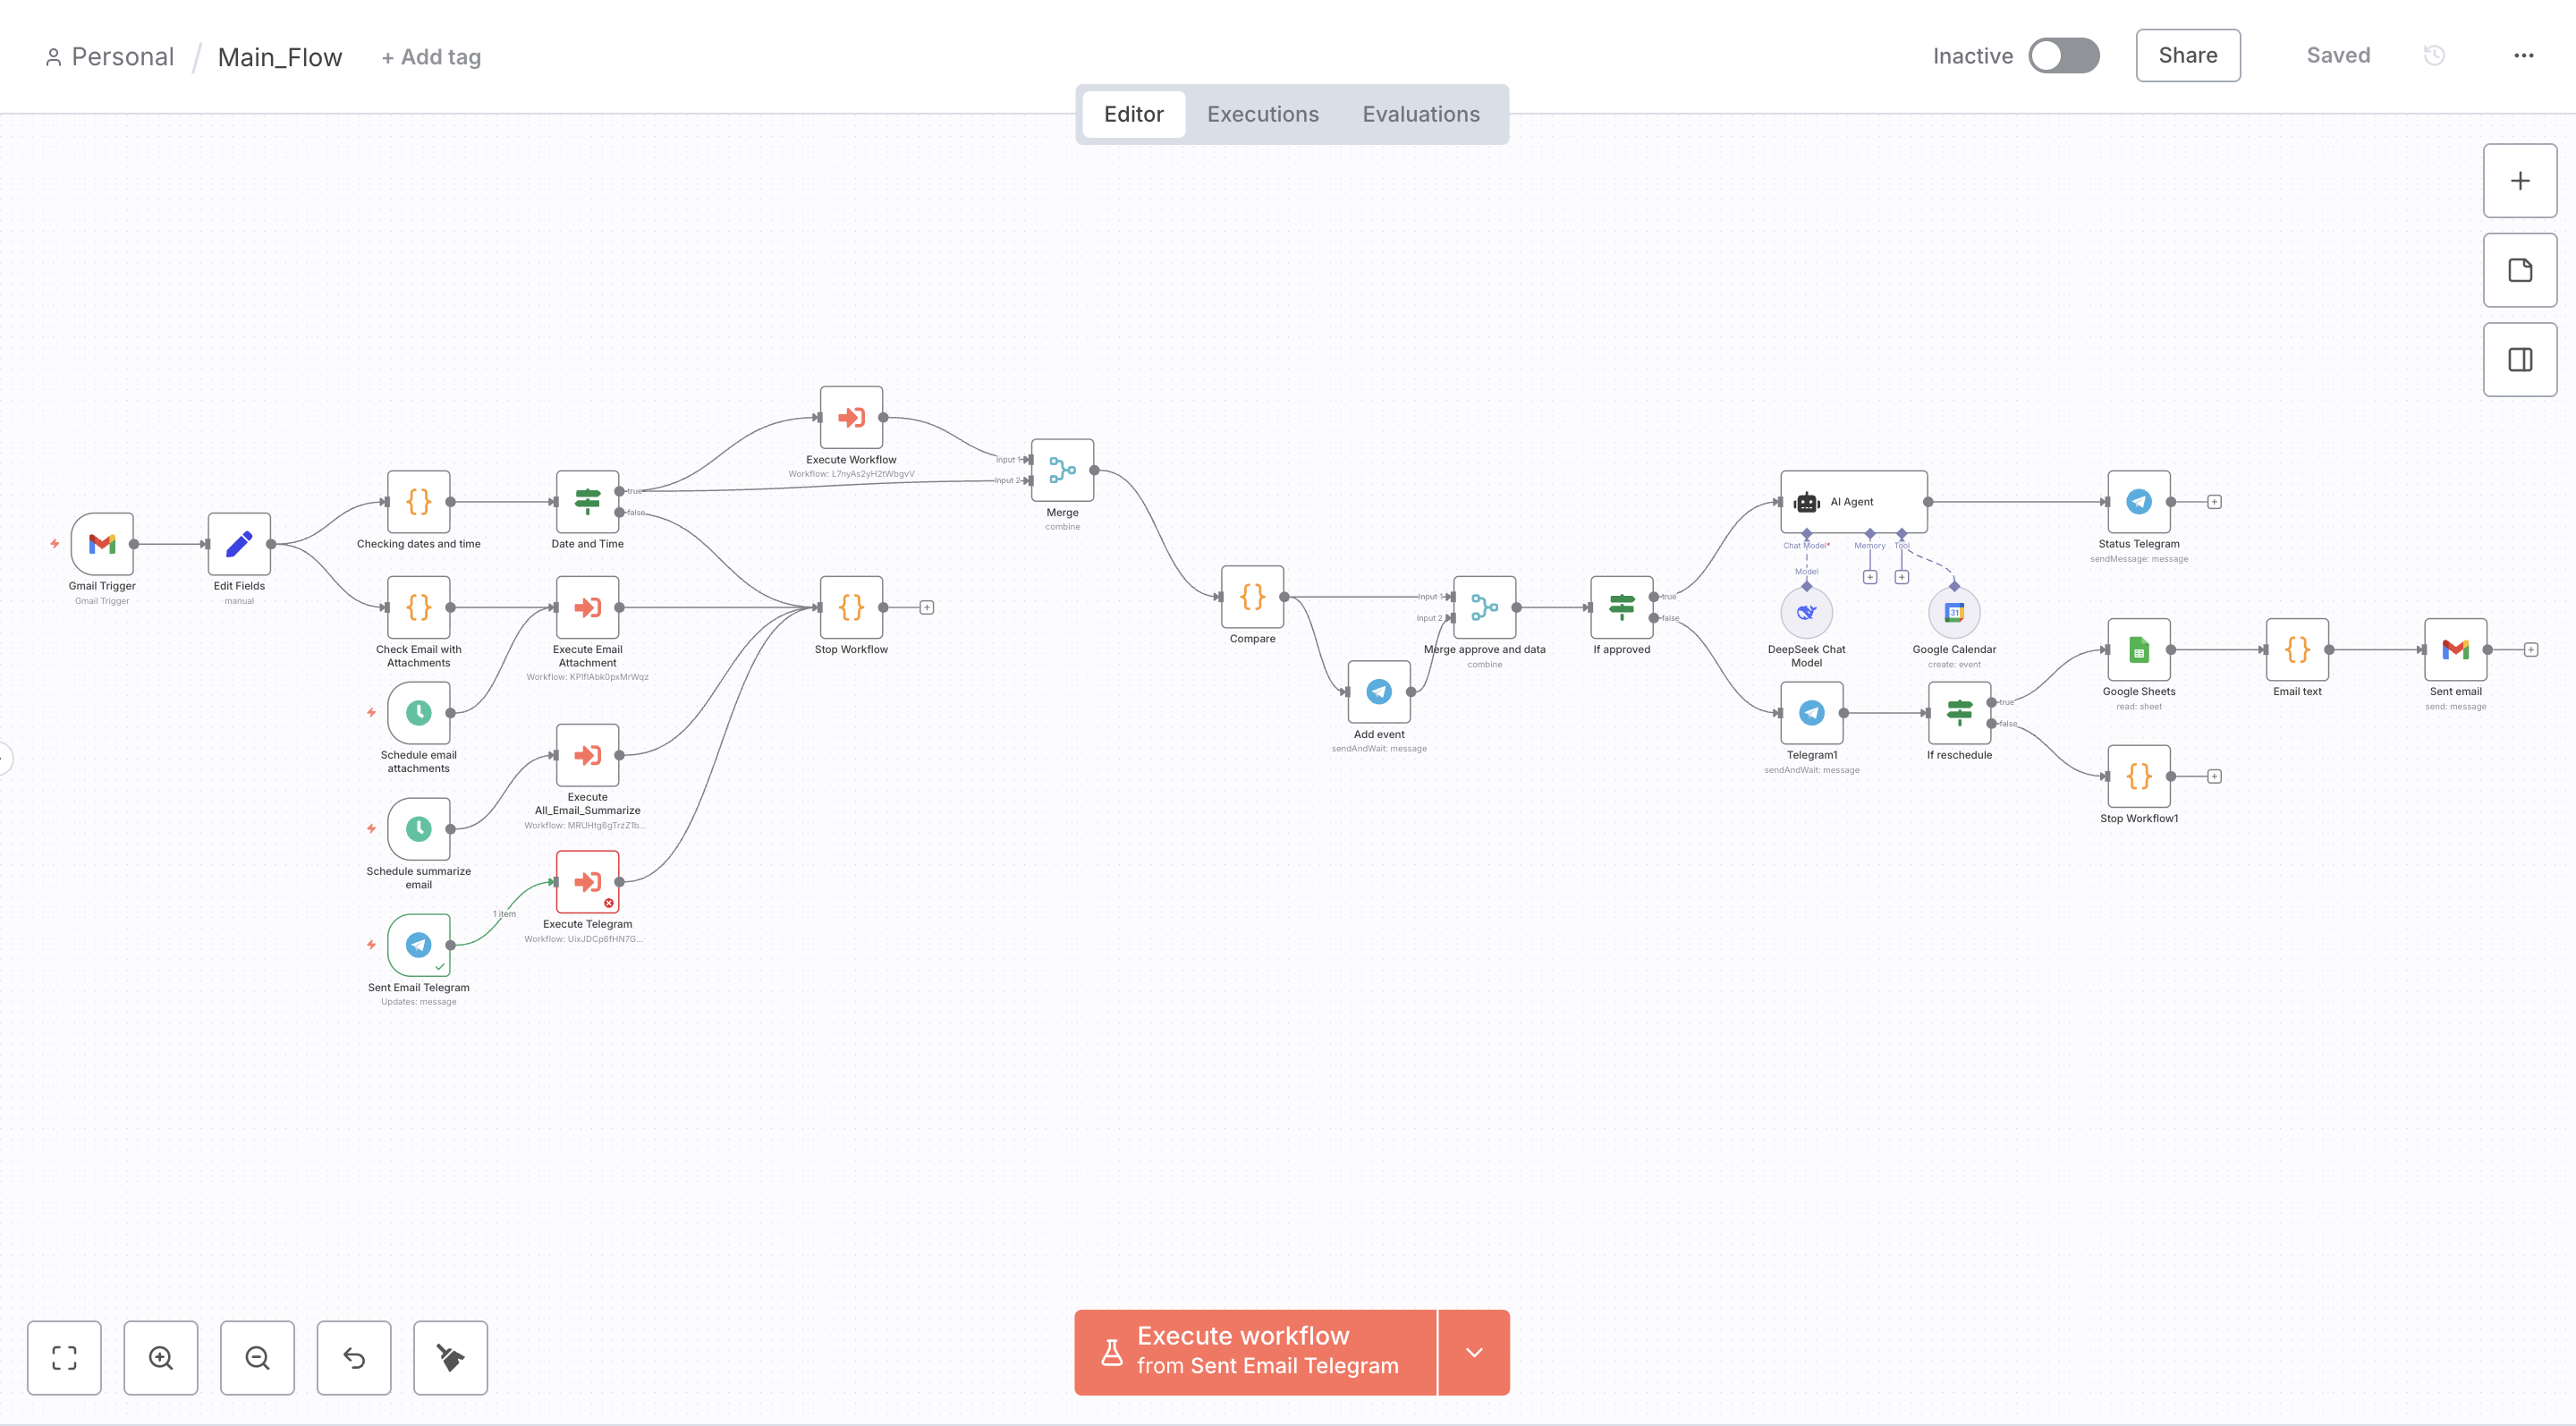 Personal / Main_Flow + Add tag
Inactive
Share
Saved
Editor Executions Evaluations
Execute Workflow
Workflow: L7nyAs2yH2tWbgvV
Input 1
Input 2
Merge
combine
true
false
Checking dates and time
Date and Time
Gmail Trigger
Gmail Trigger
Edit Fields
manual
Check Email with
Attachments
Execute Email
Attachment
Workflow: KPIfIAbk0pxMrWqz
Stop Workflow
Schedule email
attachments
Execute
All_Email_Summarize
Workflow: MRUHtg6gTrzZ1b...
Schedule summarize
email
1 item
Execute Telegram
Workflow: UixJDCp6fHN7G...
Sent Email Telegram
Updates: message
Compare
Input 1
Input 2
Merge approve and data
combine
Add event
sendAndWait: message
true
false
If approved
AI Agent
Chat Model*
Memory
Tool
Model
DeepSeek Chat
Model
31
Google Calendar
create: event
Status Telegram
sendMessage: message
Telegram1
sendAndWait: message
true
false
If reschedule
Google Sheets
read: sheet
Email text
Sent email
send: message
Stop Workflow1
Execute workflow
from Sent Email Telegram